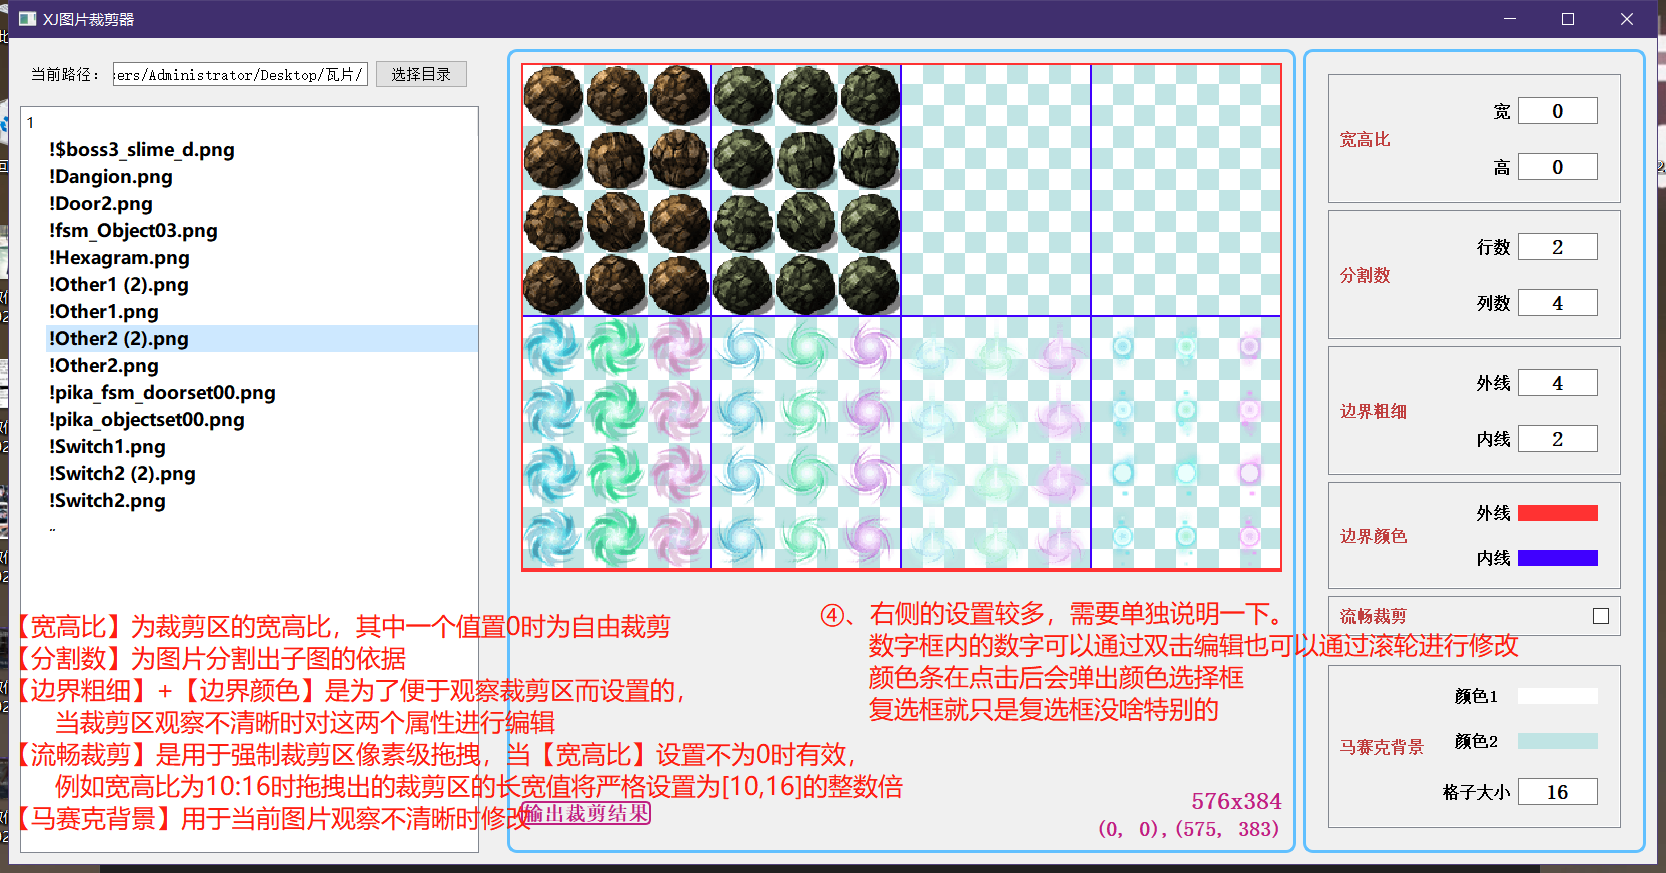 XJ图片裁剪器
当前路径：
sers/Administrator/Desktop/瓦片/
选择目录
1
!$boss3_slime_d.png
!Dangion.png
!Door2.png
!fsm_Object03.png
!Hexagram.png
!Other1 (2).png
!Other1.png
!Other2 (2).png
!Other2.png
!pika_fsm_doorset00.png
!pika_objectset00.png
!Switch1.png
!Switch2 (2).png
!Switch2.png
..
【宽高比】为裁剪区的宽高比，其中一个值置0时为自由裁剪
【分割数】为图片分割出子图的依据
【边界粗细】+【边界颜色】是为了便于观察裁剪区而设置的，
当裁剪区观察不清晰时对这两个属性进行编辑
【流畅裁剪】是用于强制裁剪区像素级拖拽，当【宽高比】设置不为0时有效，
例如宽高比为10:16时拖拽出的裁剪区的长宽值将严格设置为[10,16]的整数倍
【马赛克背景】用于当前图片观察不清晰时修改
④、右侧的设置较多，需要单独说明一下。
数字框内的数字可以通过双击编辑也可以通过滚轮进行修改
颜色条在点击后会弹出颜色选择框
复选框就只是复选框没啥特别的
输出裁剪结果
576x384
(0, 0),(575, 383)
宽高比
宽 0
高 0
分割数
行数 2
列数 4
边界粗细
外线 4
内线 2
边界颜色
外线
内线
流畅裁剪
马赛克背景
颜色1
颜色2
格子大小 16